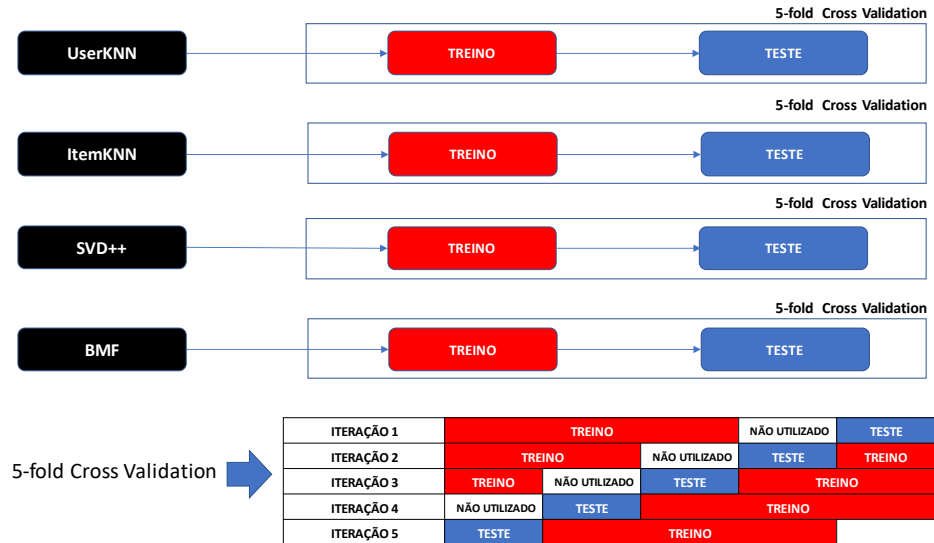 5-fold Cross Validation
UserKNN TREINO TESTE
5-fold Cross Validation
ItemKNN TREINO TESTE
5-fold Cross Validation
SVD++ TREINO TESTE
5-fold Cross Validation
BMF TREINO TESTE
5-fold Cross Validation
ITERAÇÃO 1 TREINO NÃO UTILIZADO TESTE
ITERAÇÃO 2 TREINO NÃO UTILIZADO TESTE TREINO
ITERAÇÃO 3 TREINO NÃO UTILIZADO TESTE TREINO
ITERAÇÃO 4 NÃO UTILIZADO TESTE TREINO
ITERAÇÃO 5 TESTE TREINO